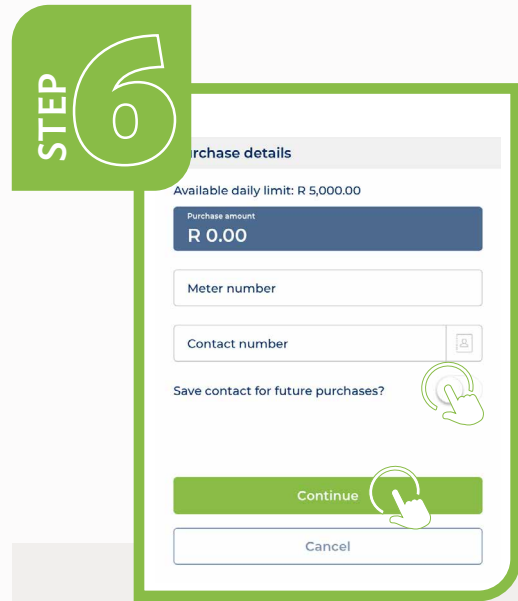 STEP 6
urchase details
Available daily limit: R 5,000.00
Purchase amount
R 0.00
Meter number
Contact number
Save contact for future purchases?
Continue
Cancel